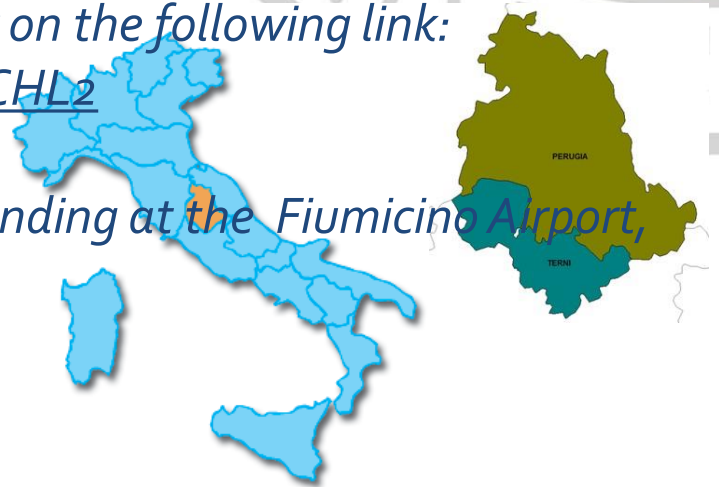 on the following link:
CHL2
nding at the Fiumicino Airport,
PERUGIA
TERNI